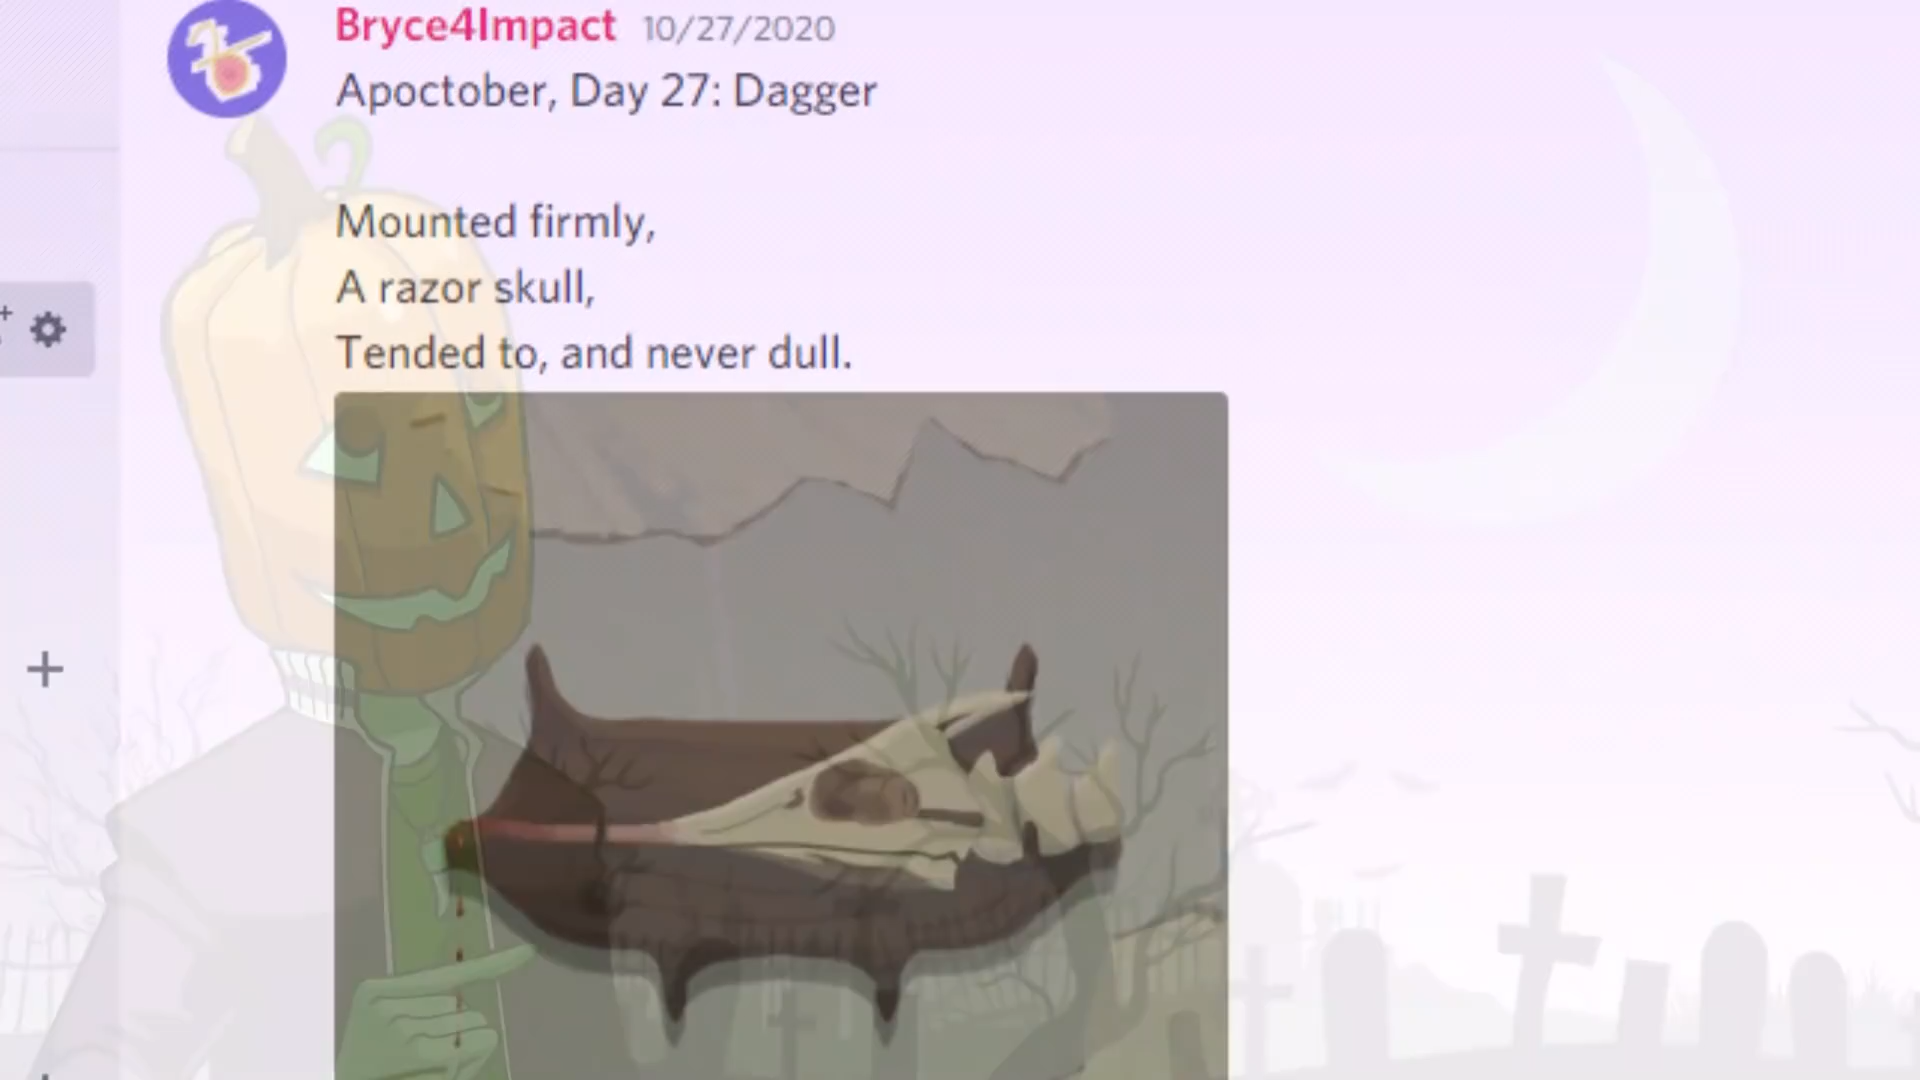 Bryce4Impact 10/27/2020
Apoctober, Day 27: Dagger
Mounted firmly,
A razor skull,
Tended to, and never dull.